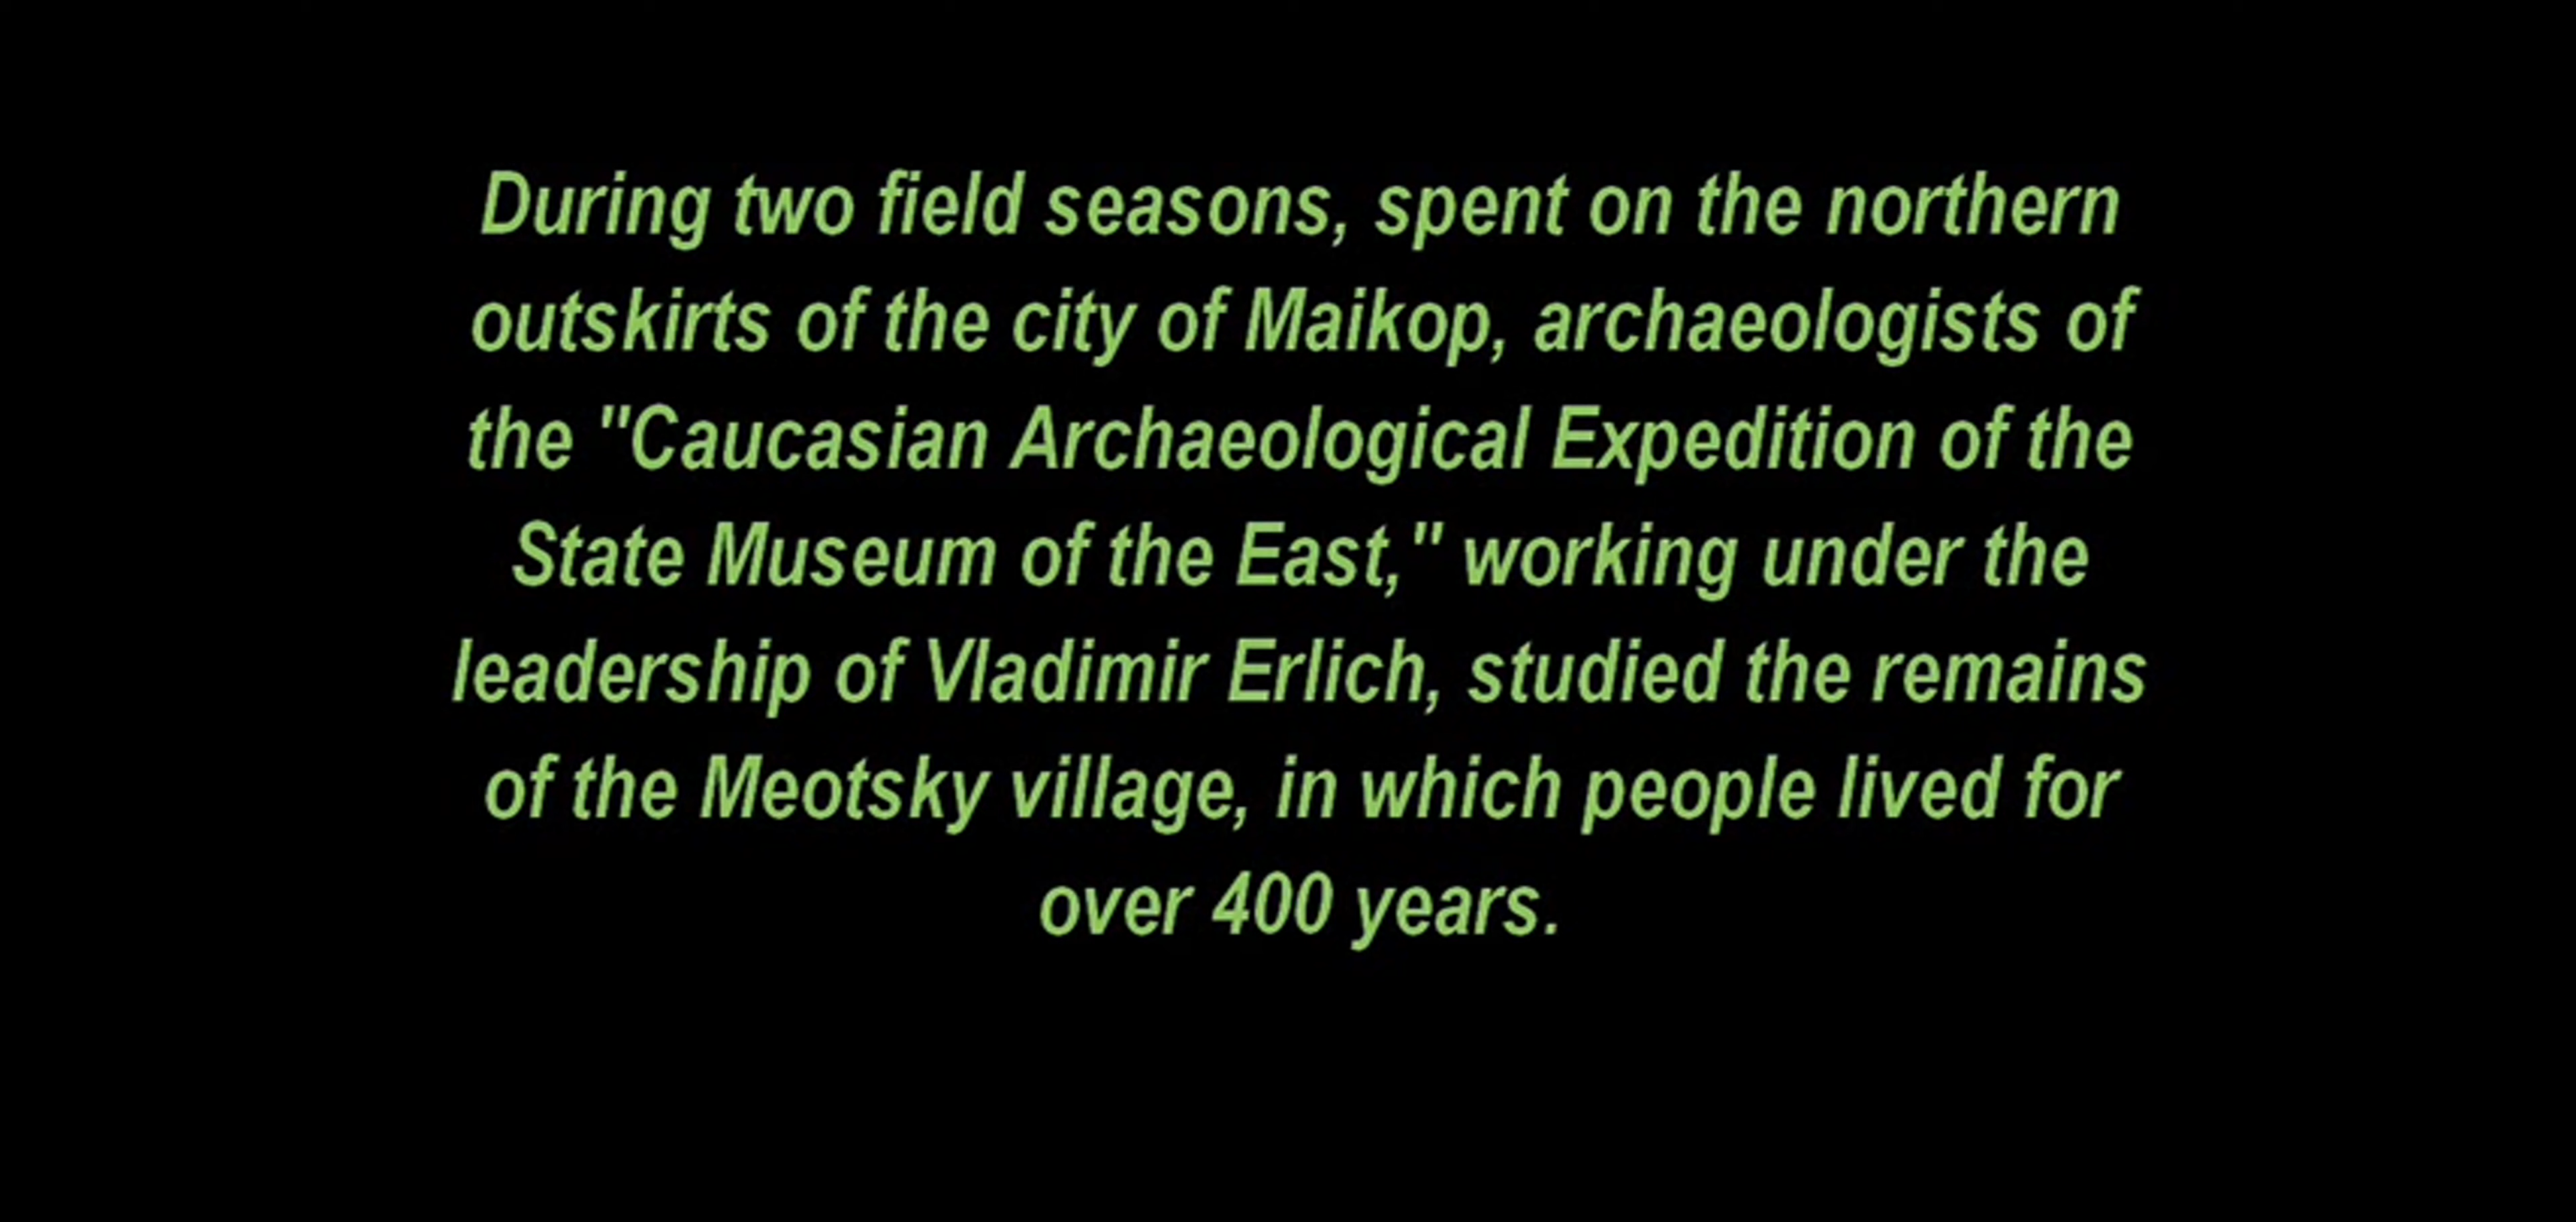 During two field seasons, spent on the northern
outskirts of the city of Maikop, archaeologists of
the "Caucasian Archaeological Expedition of the
State Museum of the East," working under the
leadership of Vladimir Erlich, studied the remains
of the Meotsky village, in which people lived for
over 400 years.